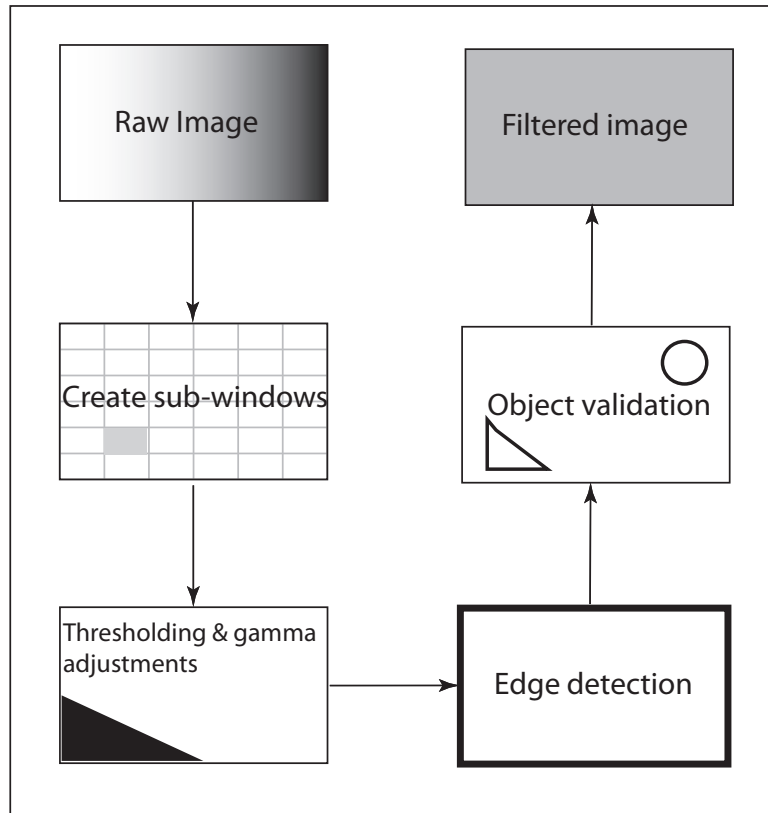 Raw Image
Create sub-windows
Thresholding & gamma
adjustments
Edge detection
Object validation
Filtered image